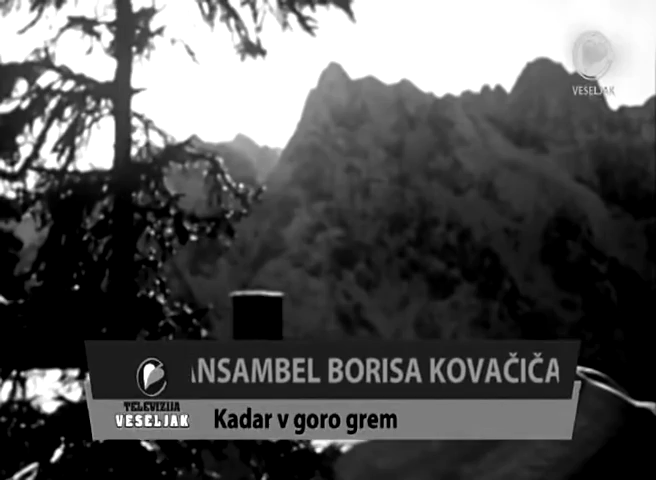 VESELJAK
ANSAMBEL BORISA KOVAČIČA
TELEVIZIJA
VESELJAK
Kadar v goro grem